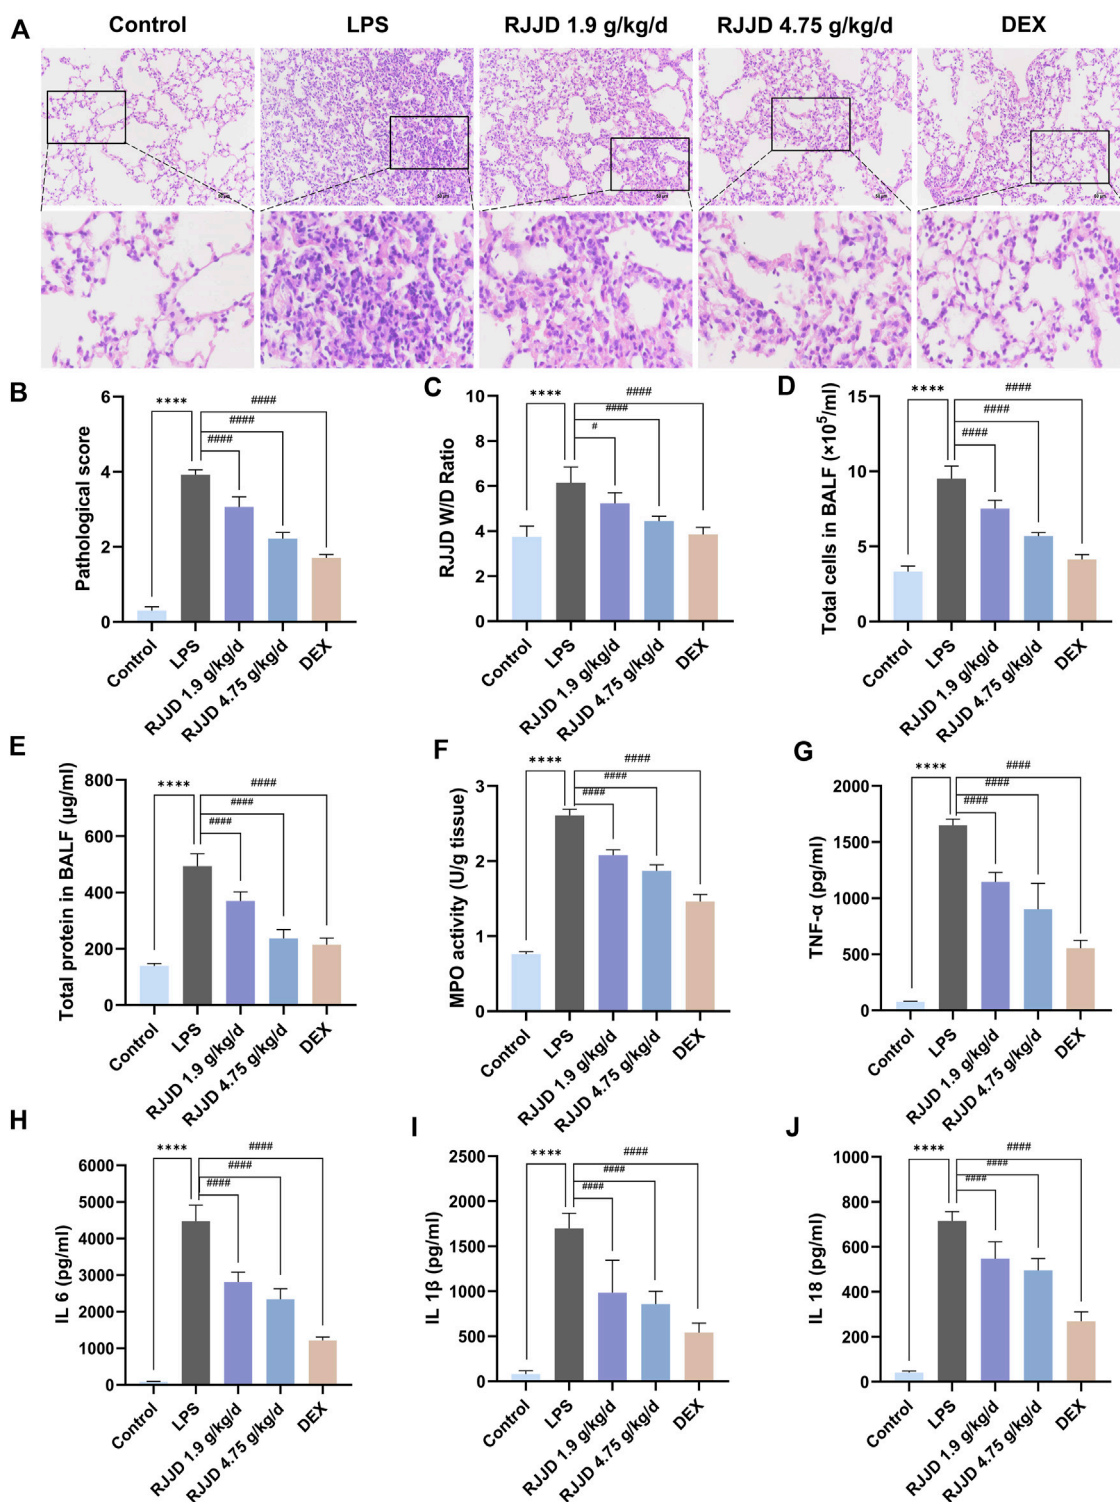 A
Control LPS RJJD 1.9 g/kg/d RJJD 4.75 g/kg/d DEX
50 μm 50 μm 50 μm 50 μm 50 μm
B
Pathological score
6
4
2
0
**** #### #### ####
Control LPS RJJD 1.9 g/kg/d RJJD 4.75 g/kg/d DEX
C
RJJD W/D Ratio
10
8
6
4
2
0
**** # #### ####
Control LPS RJJD 1.9 g/kg/d RJJD 4.75 g/kg/d DEX
D
Total cells in BALF (×10⁵/ml)
15
10
5
0
**** #### #### ####
Control LPS RJJD 1.9 g/kg/d RJJD 4.75 g/kg/d DEX
E
Total protein in BALF (μg/ml)
800
600
400
200
0
**** #### #### ####
Control LPS RJJD 1.9 g/kg/d RJJD 4.75 g/kg/d DEX
F
MPO activity (U/g tissue)
3
2
1
0
**** #### #### ####
Control LPS RJJD 1.9 g/kg/d RJJD 4.75 g/kg/d DEX
G
TNF-α (pg/ml)
2000
1500
1000
500
0
**** #### #### ####
Control LPS RJJD 1.9 g/kg/d RJJD 4.75 g/kg/d DEX
H
IL 6 (pg/ml)
6000
5000
4000
3000
2000
1000
0
**** #### #### ####
Control LPS RJJD 1.9 g/kg/d RJJD 4.75 g/kg/d DEX
I
IL 1β (pg/ml)
2500
2000
1500
1000
500
0
**** #### #### ####
Control LPS RJJD 1.9 g/kg/d RJJD 4.75 g/kg/d DEX
J
IL 18 (pg/ml)
1000
800
600
400
200
0
**** #### #### ####
Control LPS RJJD 1.9 g/kg/d RJJD 4.75 g/kg/d DEX